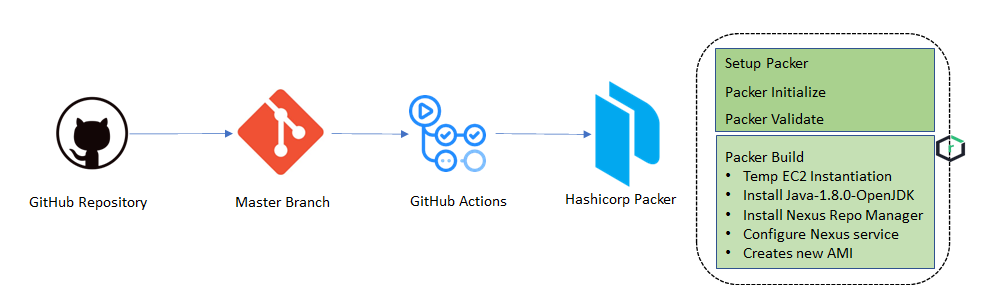 GitHub Repository
Master Branch
GitHub Actions
Hashicorp Packer
Setup Packer
Packer Initialize
Packer Validate
Packer Build
• Temp EC2 Instantiation
• Install Java-1.8.0-OpenJDK
• Install Nexus Repo Manager
• Configure Nexus service
• Creates new AMI